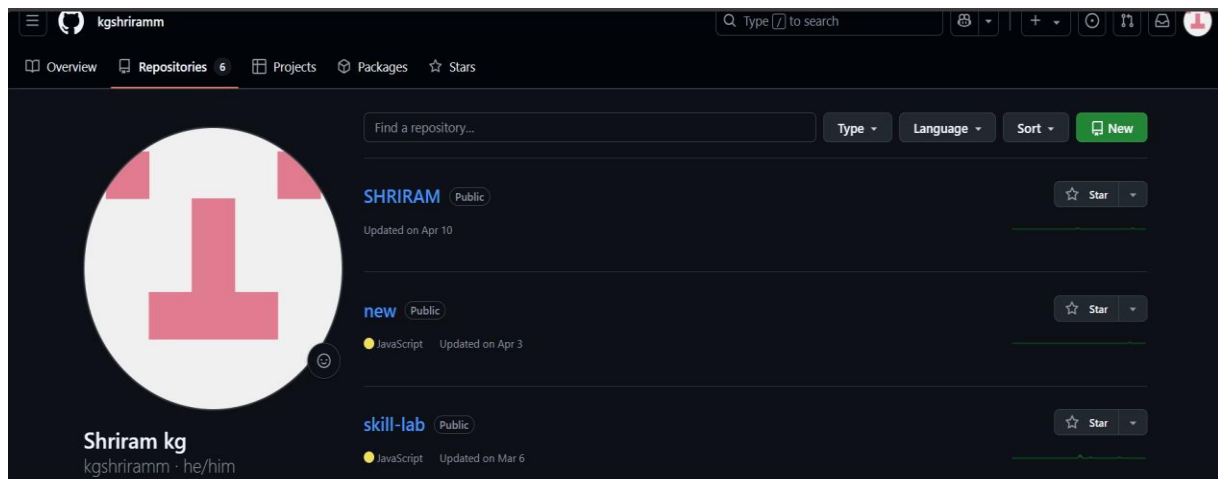 kgshriramm
Type / to search
Overview Repositories 6 Projects Packages Stars
Find a repository...
Type Language Sort New
SHRIRAM Public
Star
Updated on Apr 10
new Public
Star
JavaScript Updated on Apr 3
skill-lab Public
Star
JavaScript Updated on Mar 6
Shriram kg
kgshriramm · he/him